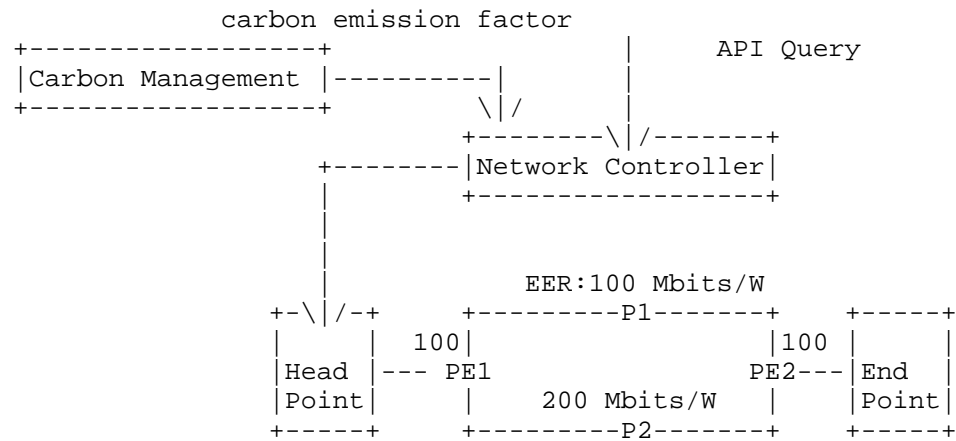 carbon emission factor
API Query
Carbon Management
Network Controller
EER:100 Mbits/W
P1
100 100
Head PE1 PE2 End
Point 200 Mbits/W Point
P2